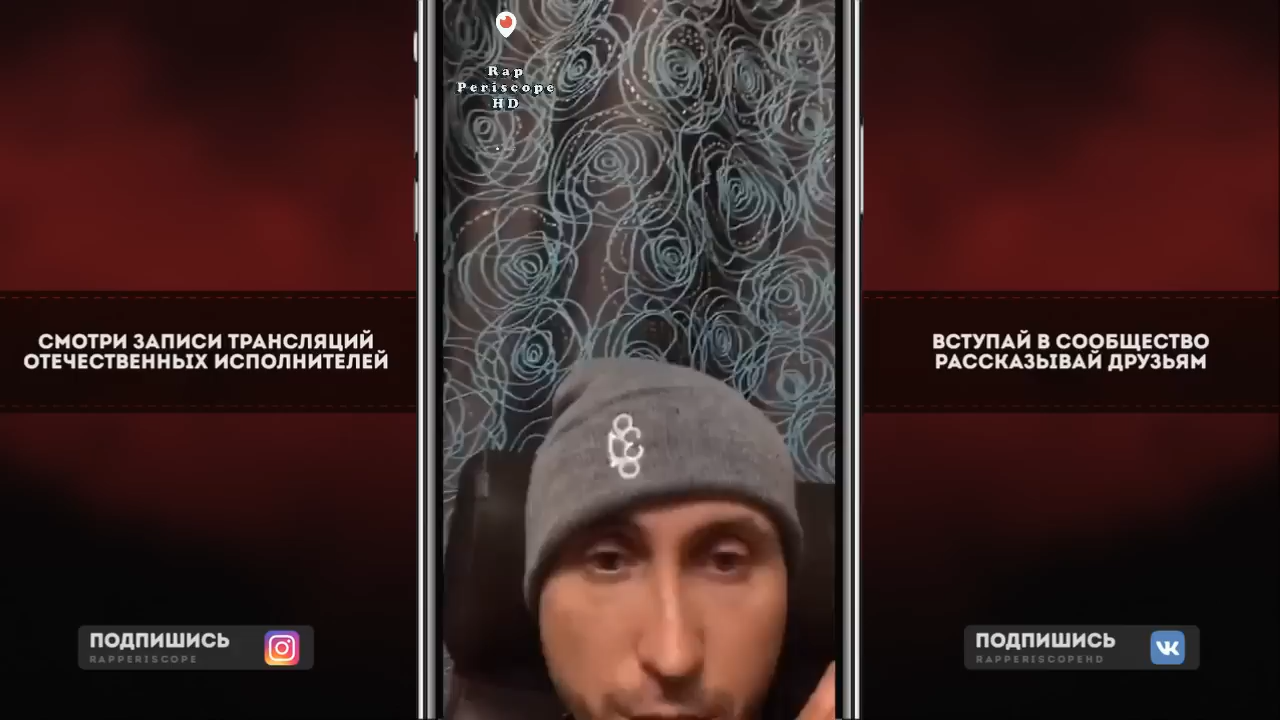 Rap
Periscope
HD
СМОТРИ ЗАПИСИ ТРАНСЛЯЦИЙ
ОТЕЧЕСТВЕННЫХ ИСПОЛНИТЕЛЕЙ
ВСТУПАЙ В СООБЩЕСТВО
РАССКАЗЫВАЙ ДРУЗЬЯМ
ПОДПИШИСЬ
RAPPERISCOPE
ПОДПИШИСЬ
RAPPERISCOPEHD